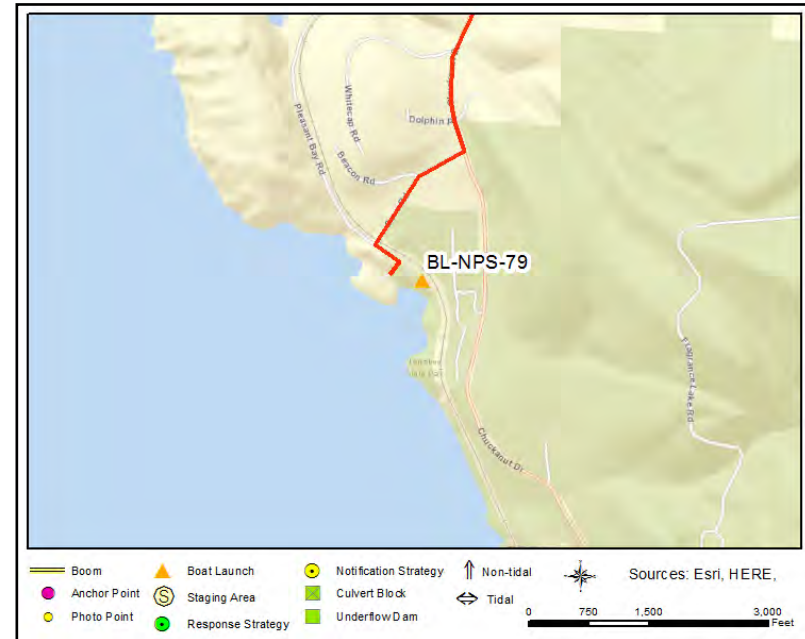 Whitecap Rd
Dolphin
Pleasant Bay Rd
Beacon Rd
BL-NPS-79
Fragrance Lake Rd
Chuckanut Dr
Boom
Anchor Point
Photo Point
Boat Launch
S Staging Area
Response Strategy
Notification Strategy
Culvert Block
Underflow Dam
Non-tidal
Tidal
Sources: Esri, HERE,
0 750 1,500 3,000
Feet